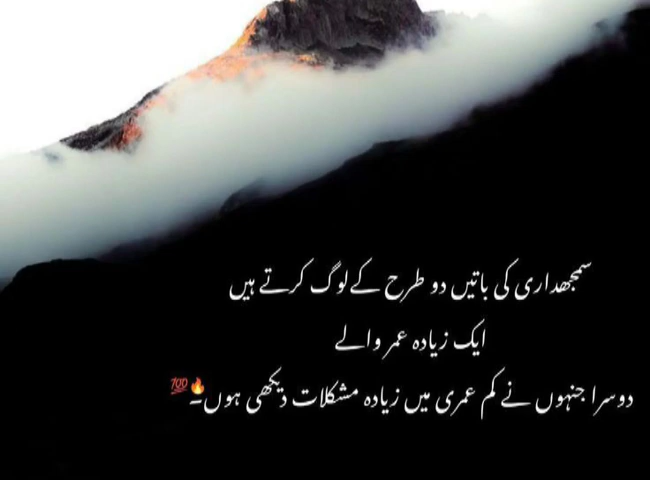 سمجھداری کی باتیں دو طرح کے لوگ کرتے ہیں
ایک زیادہ عمر والے
دوسرا جنہوں نے کم عمری میں زیادہ مشکلات دیکھی ہوں۔🔥💯